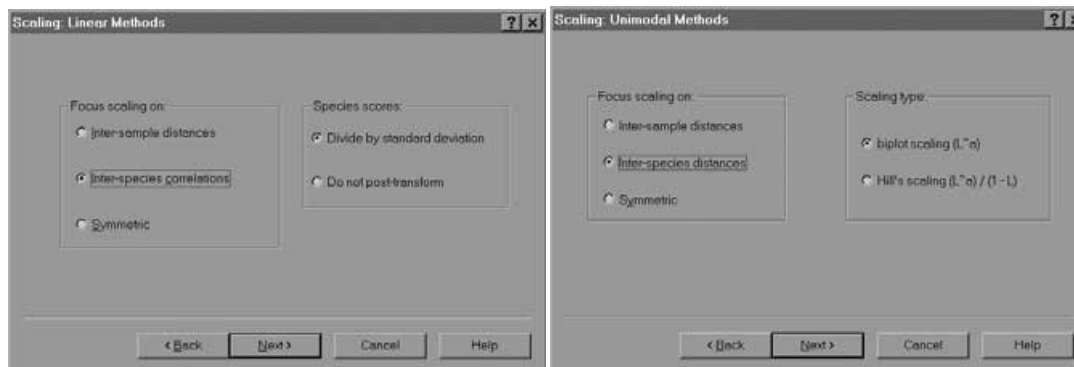 Scaling: Linear Methods
Focus scaling on:
Inter-sample distances
Inter-species correlations
Symmetric
Species scores:
Divide by standard deviation
Do not post-transform
< Back
Next >
Cancel
Help
Scaling: Unimodal Methods
Focus scaling on:
Inter-sample distances
Inter-species distances
Symmetric
Scaling type:
biplot scaling (L^a)
Hill's scaling (L^a) / (1-L)
< Back
Next >
Cancel
Help